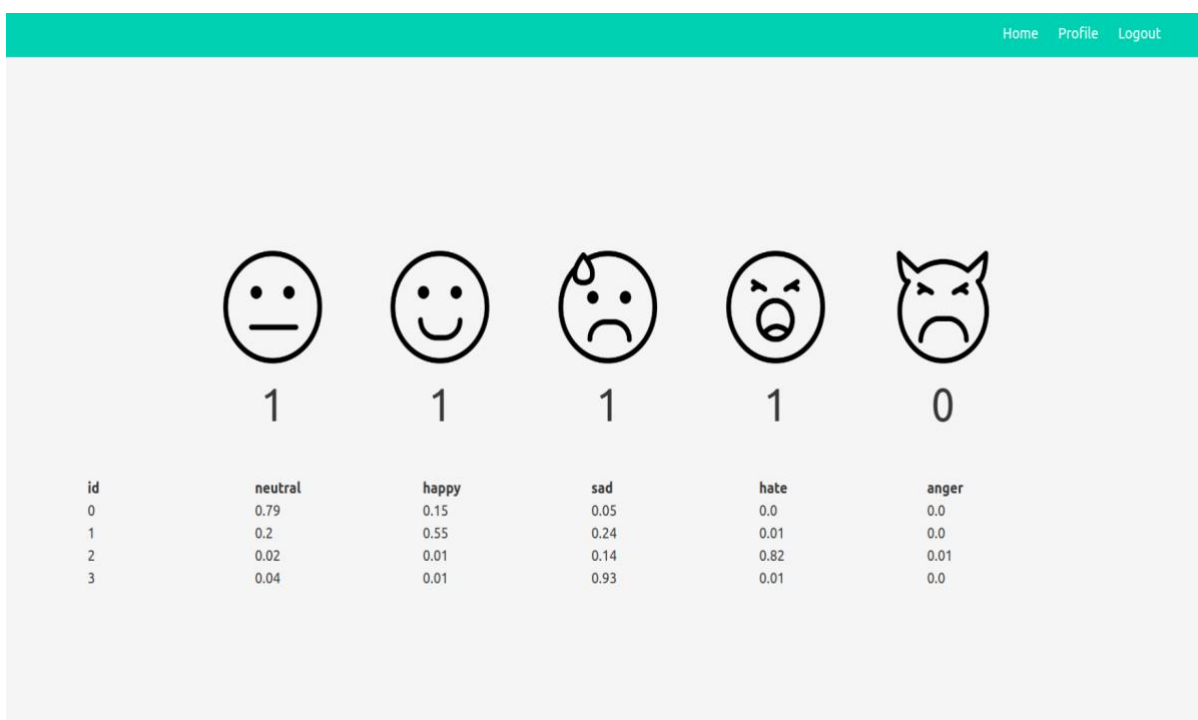 Home Profile Logout
1 1 1 1 0
id neutral happy sad hate anger
0 0.79 0.15 0.05 0.0 0.0
1 0.2 0.55 0.24 0.01 0.0
2 0.02 0.01 0.14 0.82 0.01
3 0.04 0.01 0.93 0.01 0.0